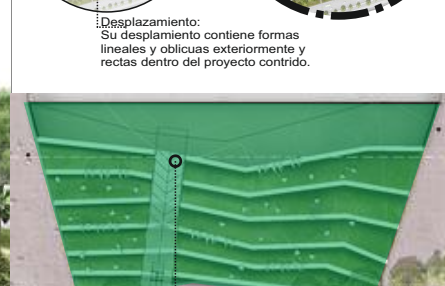 Desplazamiento:
Su desplamiento contiene formas
lineales y oblicuas exteriormente y
rectas dentro del proyecto contrido.